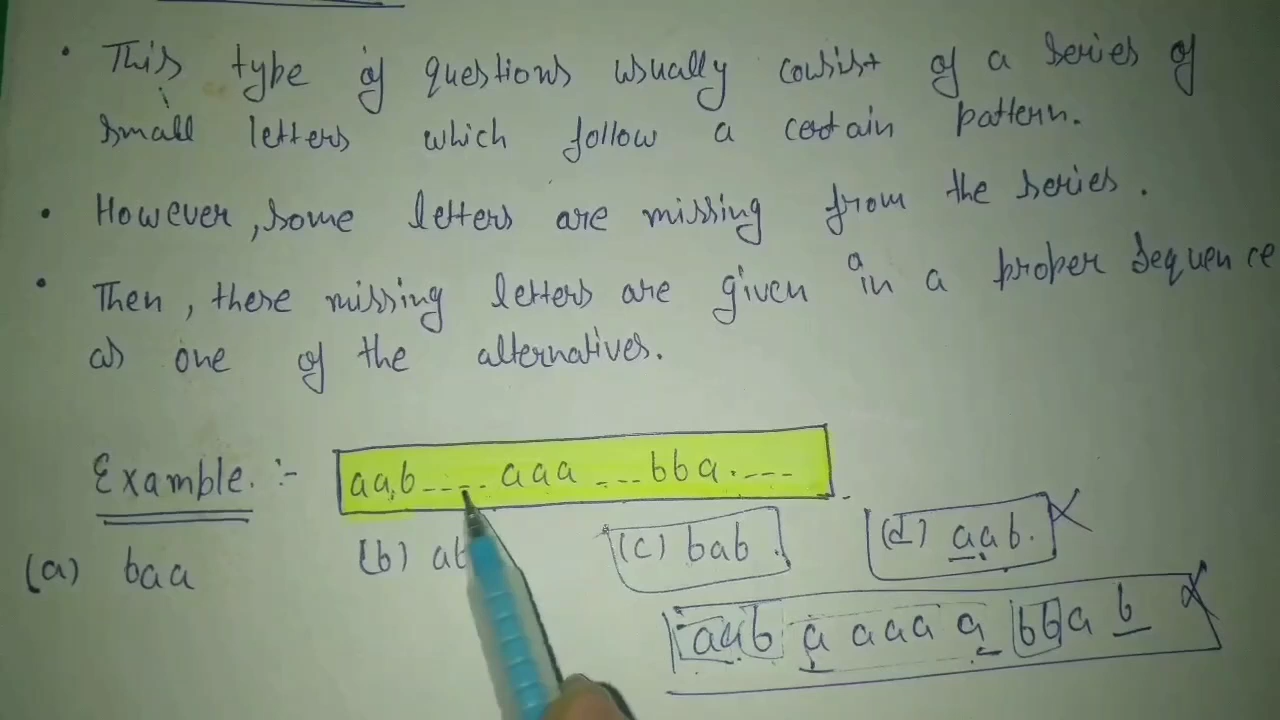 This type of questions usually consist of a series of
small letters which follow a certain pattern.
However, some letters are missing from the series.
Then, these missing letters are given in a proper sequence
as one of the alternatives.
Examble :- aab---- aaa ---bba.---
(a) baa (b) (c) bab. (d) aab.
aab a aaa a bba b